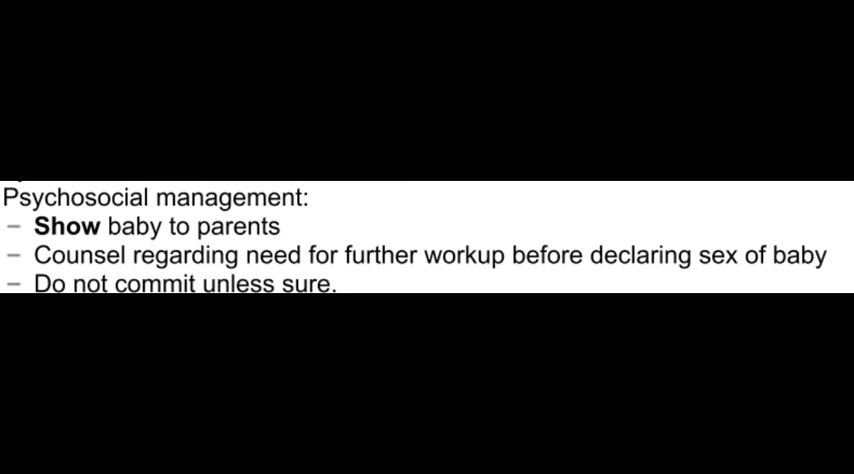 Psychosocial management:
– Show baby to parents
– Counsel regarding need for further workup before declaring sex of baby
– Do not commit unless sure.